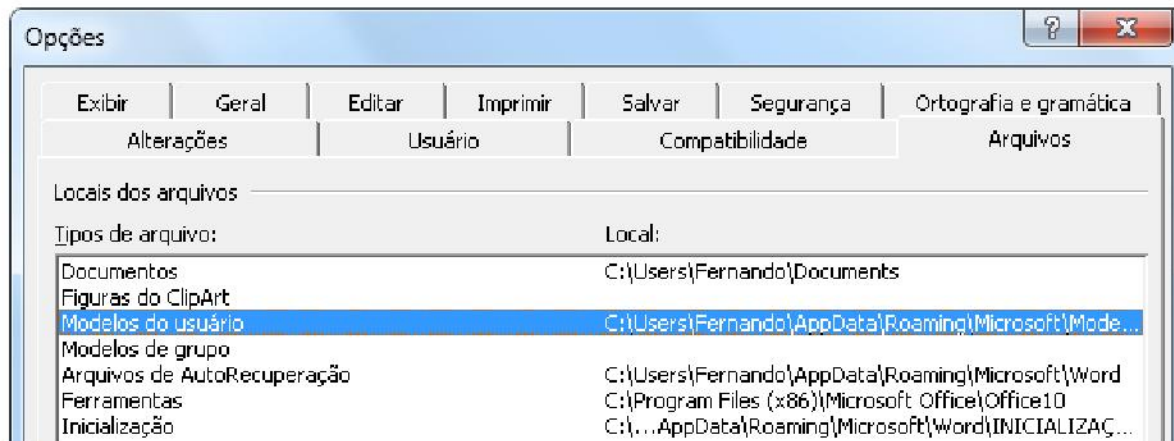 Opções
Exibir Geral Editar Imprimir Salvar Segurança Ortografia e gramática
Alterações Usuário Compatibilidade Arquivos
Locais dos arquivos
Tipos de arquivo: Local:
Documentos C:\Users\Fernando\Documents
Figuras do ClipArt
Modelos do usuário C:\Users\Fernando\AppData\Roaming\Microsoft\Mode...
Modelos de grupo
Arquivos de AutoRecuperação C:\Users\Fernando\AppData\Roaming\Microsoft\Word
Ferramentas C:\Program Files (x86)\Microsoft Office\Office10
Inicialização C:\...AppData\Roaming\Microsoft\Word\INICIALIZAÇ...